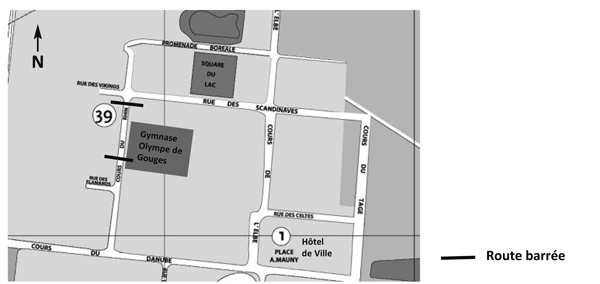 L'ELBE
PROMENADE BOREALE
SQUARE
DU
LAC
RUE DES VIKINGS
RUE DES SCANDINAVES
39
COURS DU RHIN
Gymnase
Olympe de
Gouges
COURS DE L'ELBE
COURS DU TAGE
RUE DES
FLAMANDS
RUE DES CELTES
1
Hôtel
de Ville
PLACE
A.MAUNY
COURS DU DANUBE
N
Route barrée